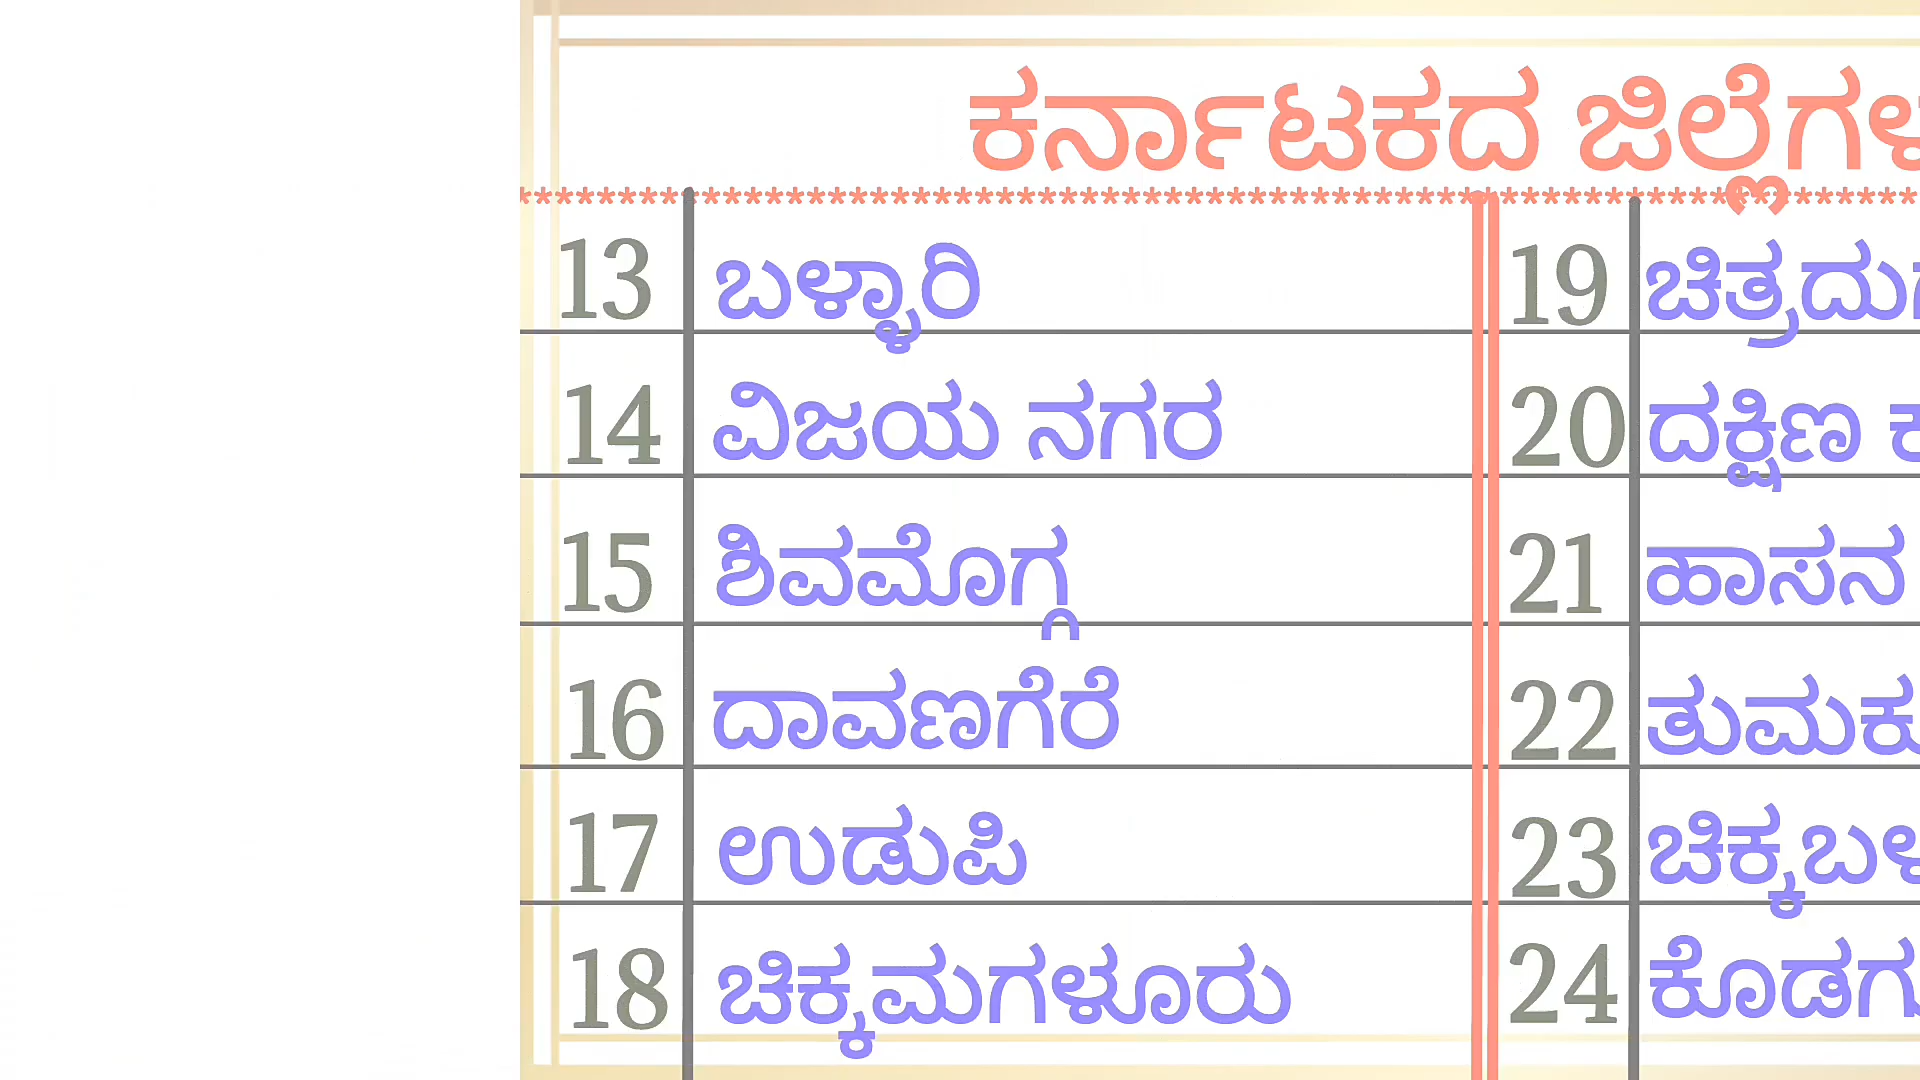 ಕರ್ನಾಟಕದ
13 ಬಳ್ಳಾರಿ 19
14 ವಿಜಯ ನಗರ 20 ದಕ್ಷಿಣ
15 ಶಿವಮೊಗ್ಗ 21 ಹಾಸನ
16 ದಾವಣಗೆರೆ 22
17 ಉಡುಪಿ 23
18 ಚಿಕ್ಕಮಗಳೂರು 24